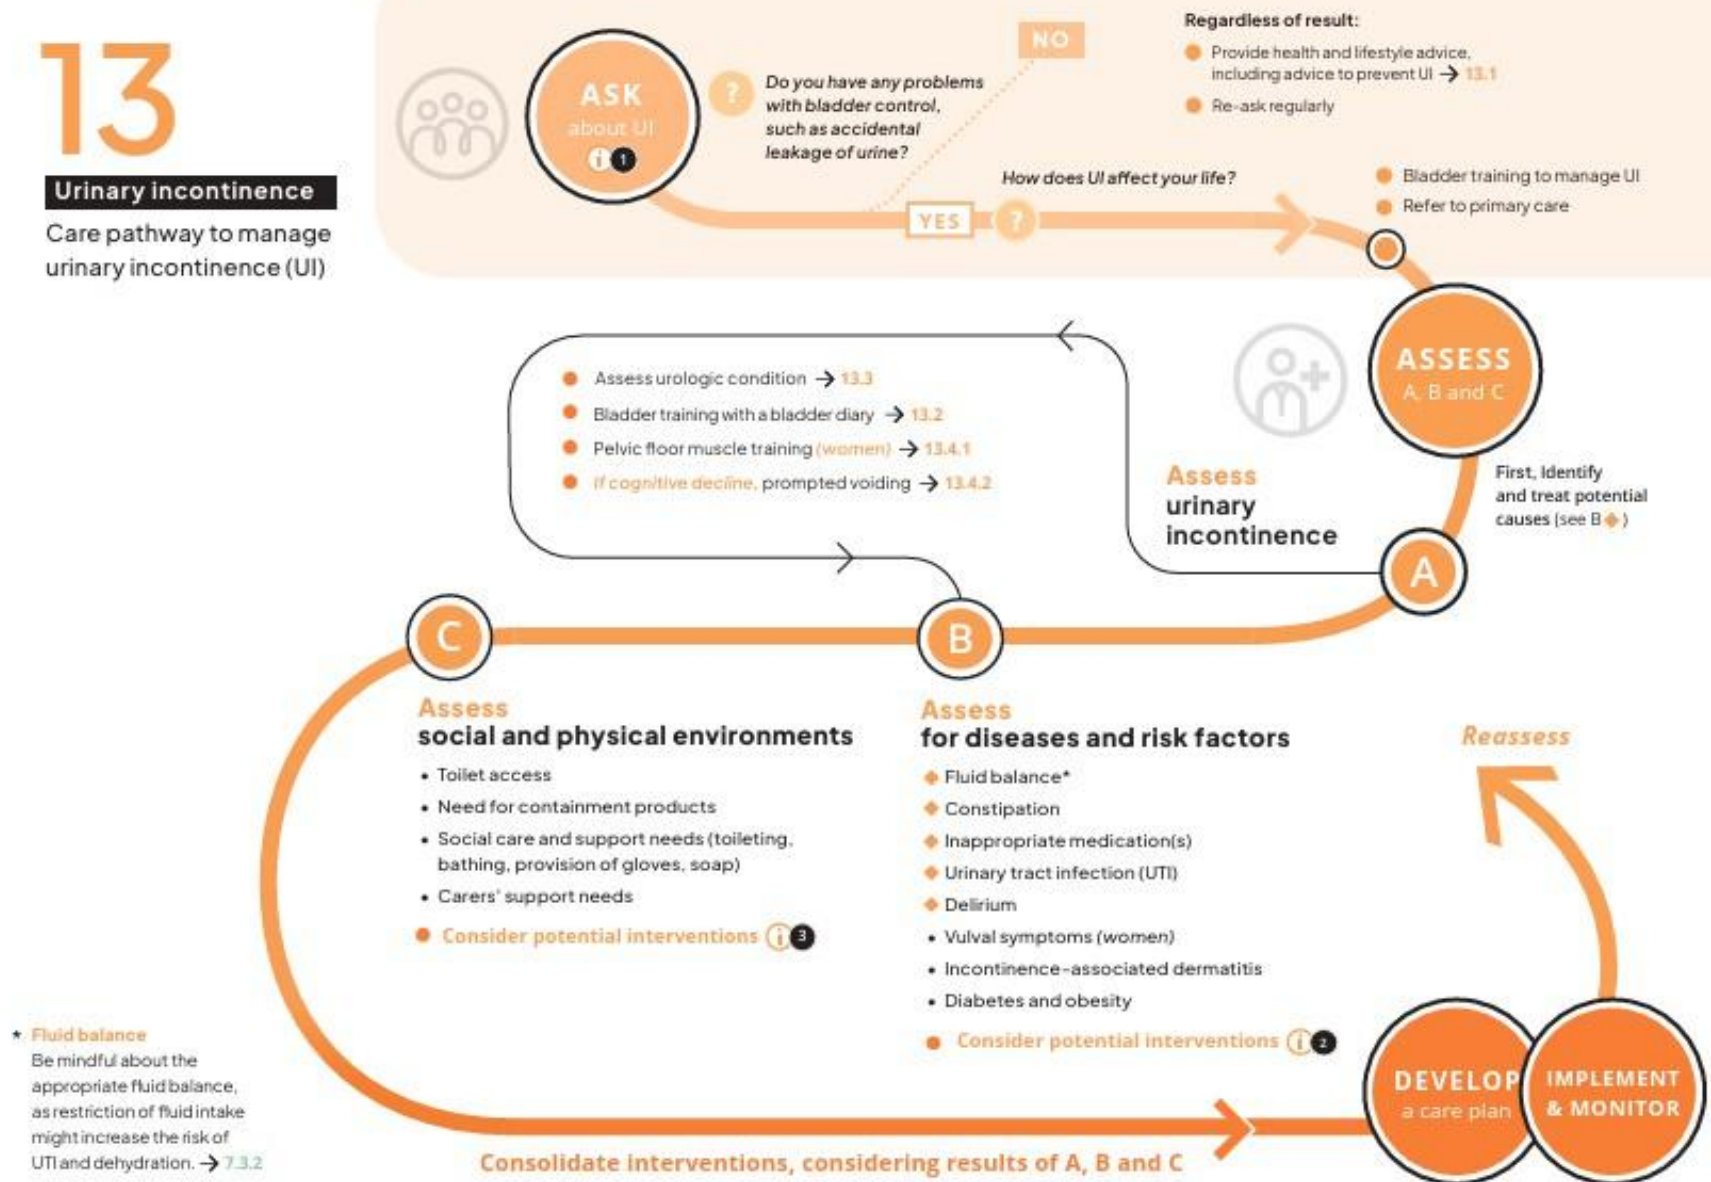 13
Urinary incontinence
Care pathway to manage
urinary incontinence (UI)
ASK
about UI
i 1
?
Do you have any problems
with bladder control,
such as accidental
leakage of urine?
NO
Regardless of result:
Provide health and lifestyle advice,
including advice to prevent UI → 13.1
Re-ask regularly
YES
?
How does UI affect your life?
Bladder training to manage UI
Refer to primary care
ASSESS
A, B and C
First, Identify
and treat potential
causes (see B◆)
A
Assess
urinary
incontinence
Assess urologic condition → 13.3
Bladder training with a bladder diary → 13.2
Pelvic floor muscle training (women) → 13.4.1
If cognitive decline, prompted voiding → 13.4.2
B
Assess
for diseases and risk factors
◆ Fluid balance*
◆ Constipation
◆ Inappropriate medication(s)
◆ Urinary tract infection (UTI)
◆ Delirium
• Vulval symptoms (women)
• Incontinence-associated dermatitis
• Diabetes and obesity
Consider potential interventions i 2
C
Assess
social and physical environments
• Toilet access
• Need for containment products
• Social care and support needs (toileting,
bathing, provision of gloves, soap)
• Carers' support needs
Consider potential interventions i 3
* Fluid balance
Be mindful about the
appropriate fluid balance,
as restriction of fluid intake
might increase the risk of
UTI and dehydration. → 7.3.2
Consolidate interventions, considering results of A, B and C
DEVELOP
a care plan
IMPLEMENT
& MONITOR
Reassess